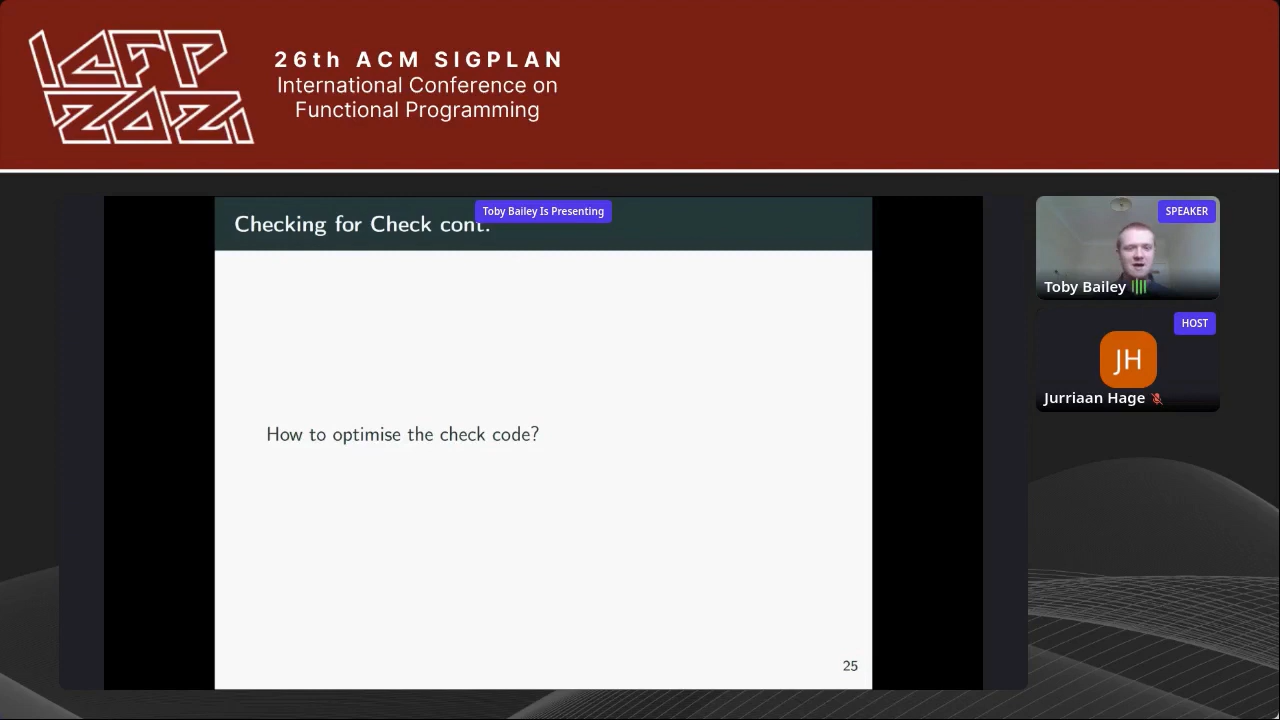 ICFP
2021
26th ACM SIGPLAN
International Conference on
Functional Programming
Checking for Check cont.
Toby Bailey Is Presenting
How to optimise the check code?
25
SPEAKER
Toby Bailey
HOST
JH
Jurriaan Hage